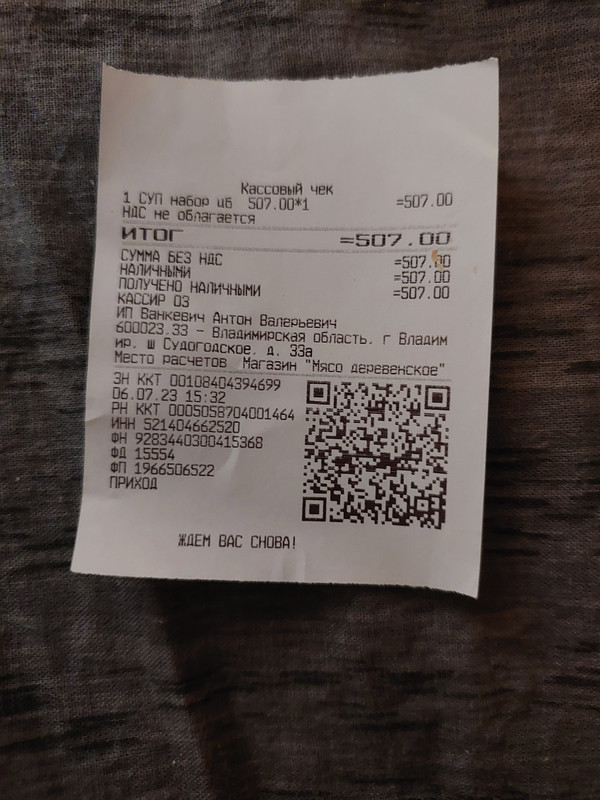 Кассовый чек
1 СУП набор цб 507.00*1 =507.00
НДС не облагается
ИТОГ =507.00
СУММА БЕЗ НДС =507.00
НАЛИЧНЫМИ =507.00
ПОЛУЧЕНО НАЛИЧНЫМИ =507.00
КАССИР 03
ИП Ванкевич Антон Валерьевич
600023.33 - Владимирская область. г Владим
ир. ш Судогодское. д. 33а
Место расчетов Магазин "Мясо деревенское"
ЗН ККТ 00108404394699
06.07.23 15:32
РН ККТ 0005058704001464
ИНН 521404662520
ФН 9283440300415368
ФД 15554
ФП 1966506522
ПРИХОД
ЖДЕМ ВАС СНОВА!